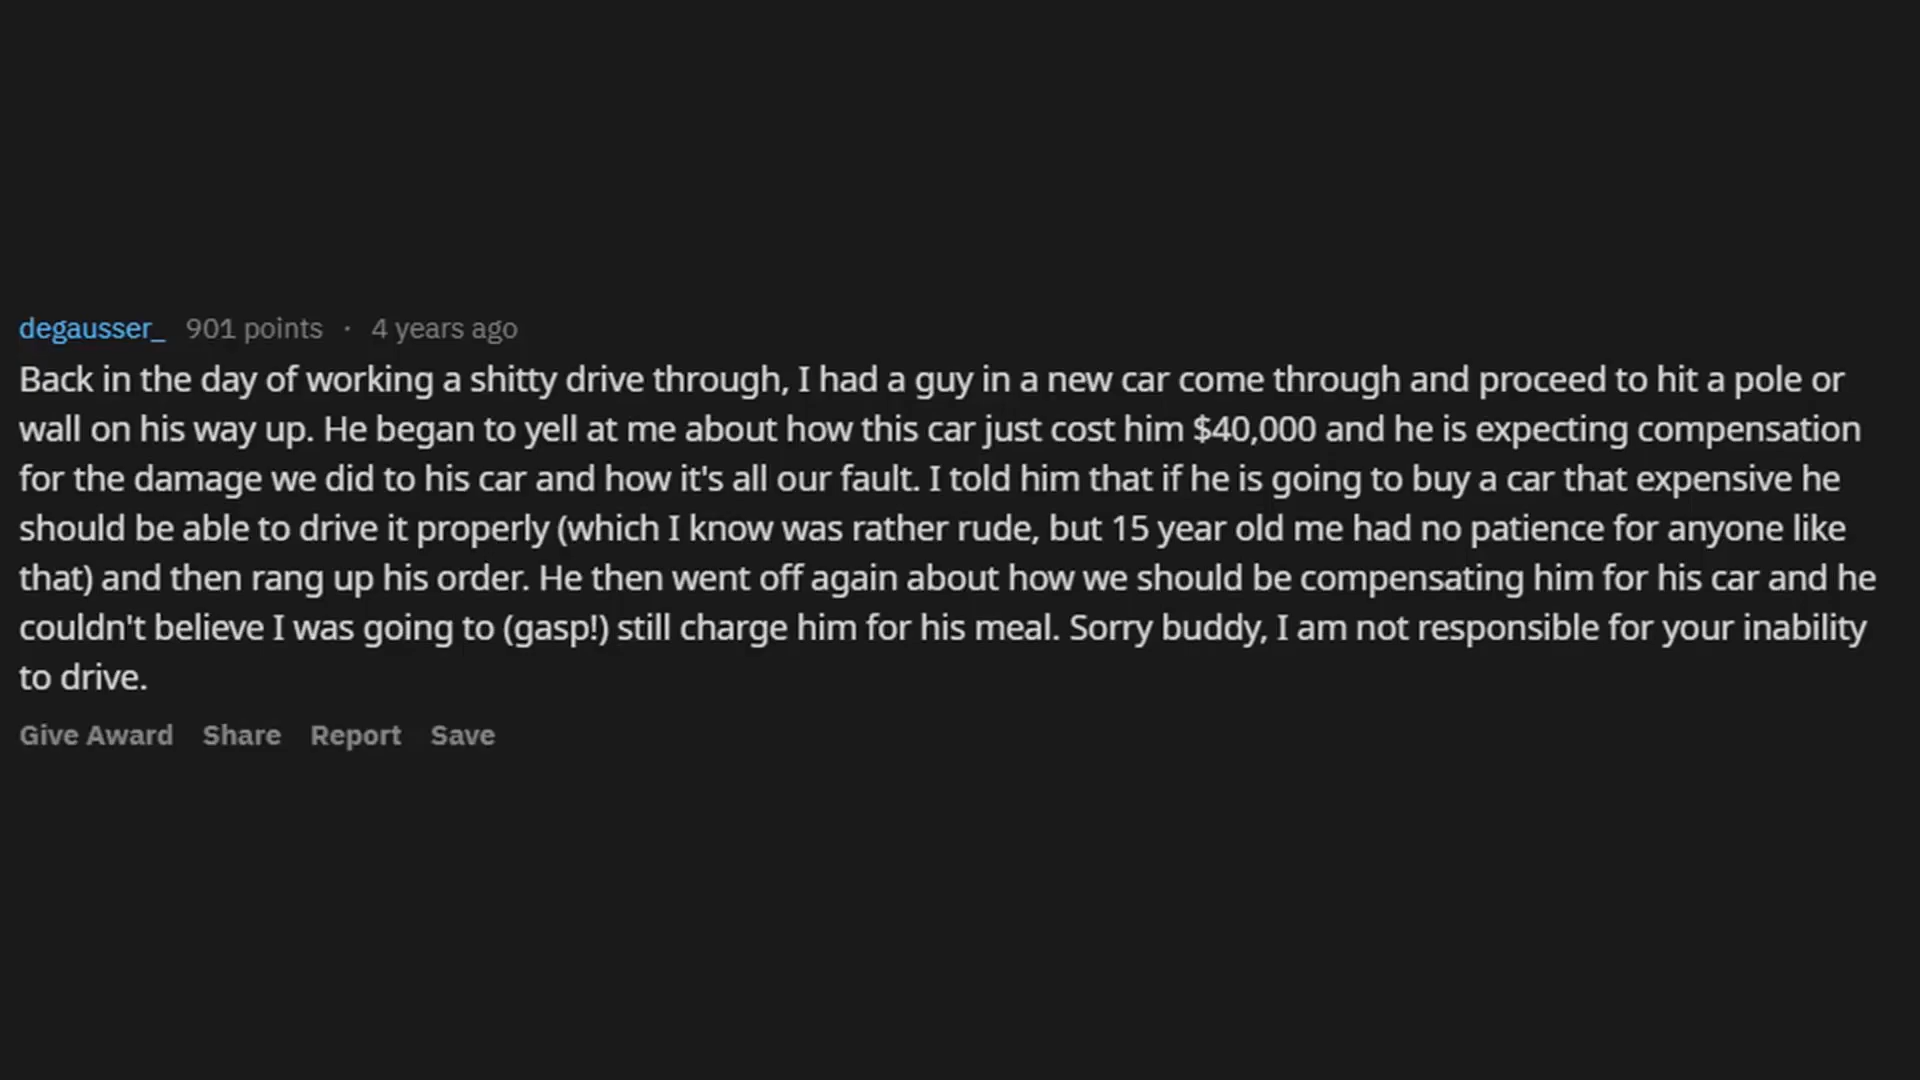 degausser_ 901 points · 4 years ago
Back in the day of working a shitty drive through, I had a guy in a new car come through and proceed to hit a pole or
wall on his way up. He began to yell at me about how this car just cost him $40,000 and he is expecting compensation
for the damage we did to his car and how it's all our fault. I told him that if he is going to buy a car that expensive he
should be able to drive it properly (which I know was rather rude, but 15 year old me had no patience for anyone like
that) and then rang up his order. He then went off again about how we should be compensating him for his car and he
couldn't believe I was going to (gasp!) still charge him for his meal. Sorry buddy, I am not responsible for your inability
to drive.
Give Award Share Report Save